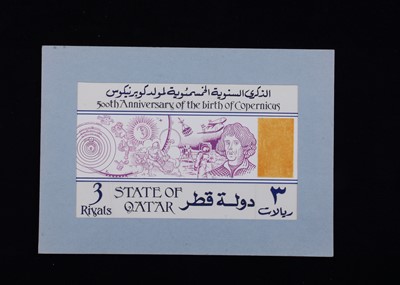 الذكرى السنوية الخمسمئوية لمولد كوبرنيكوس
500th Anniversary of the birth of Copernicus
3 STATE OF ٣
Riyals QATAR دولة قطر ريالات